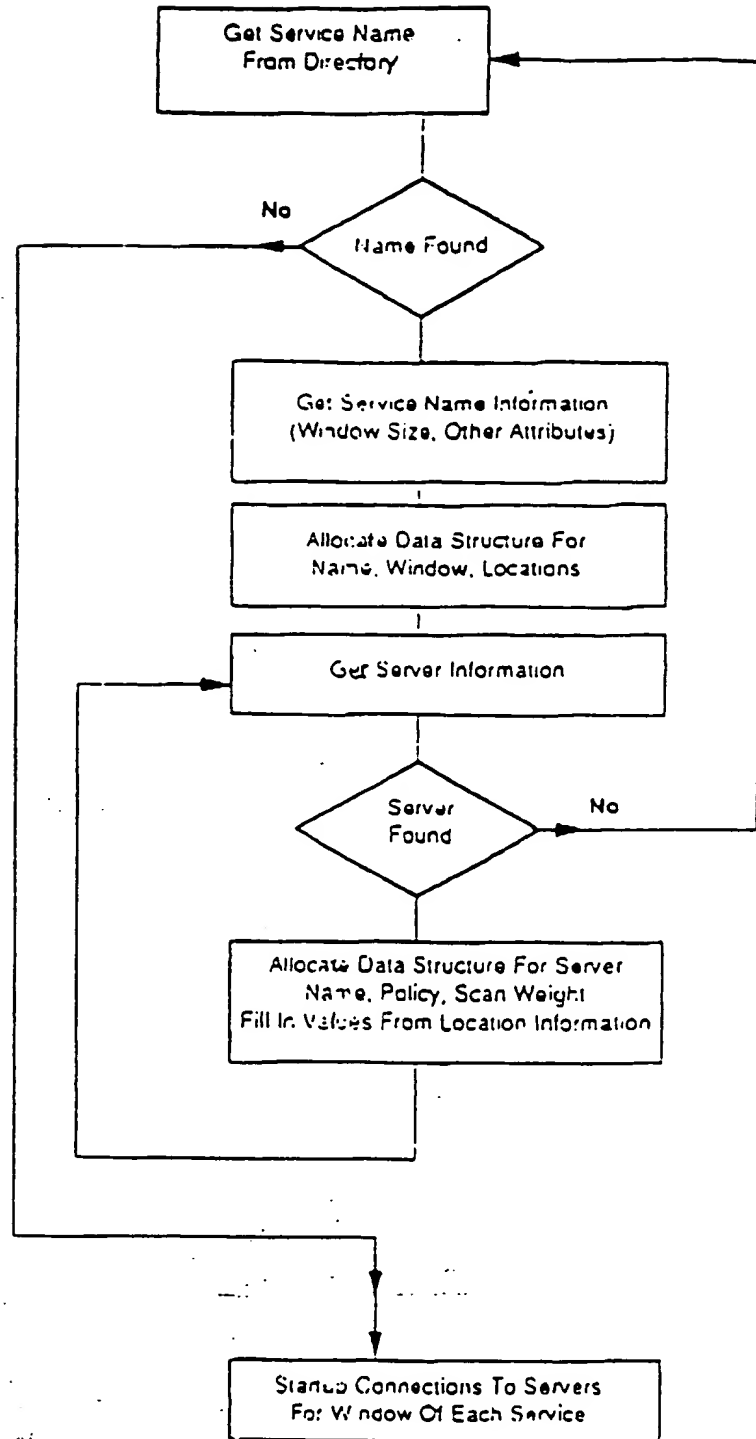 Get Service Name
From Directory
No
Name Found
Get Service Name Information
(Window Size, Other Attributes)
Allocate Data Structure For
Name, Window, Locations
Get Server Information
Server
Found
No
Allocate Data Structure For Server
Name, Policy, Scan Weight
Fill In Values From Location Information
Startup Connections To Servers
For Window Of Each Service